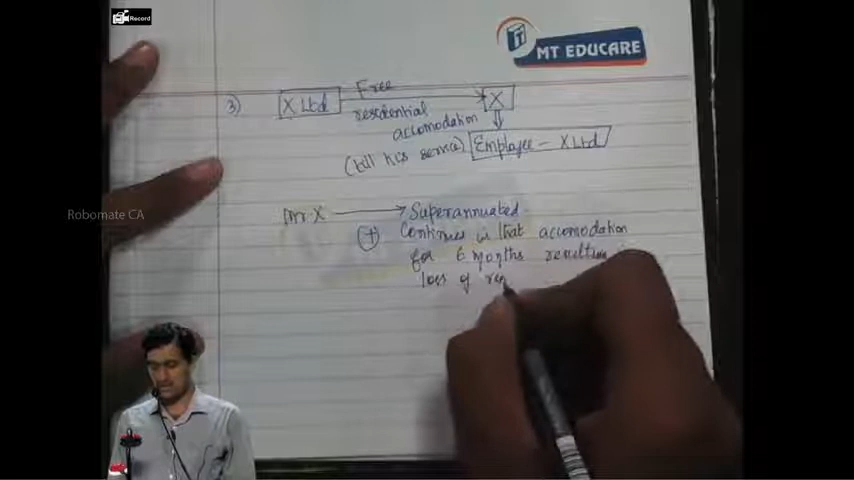 Record
MT EDUCARE
3) X Ltd Free X
residential
accomodation
(till his service) Employee - X Ltd
Robomate CA
Mr. X Superannuated
+ Continues in that accomodation
for 6 months resulting
loss of